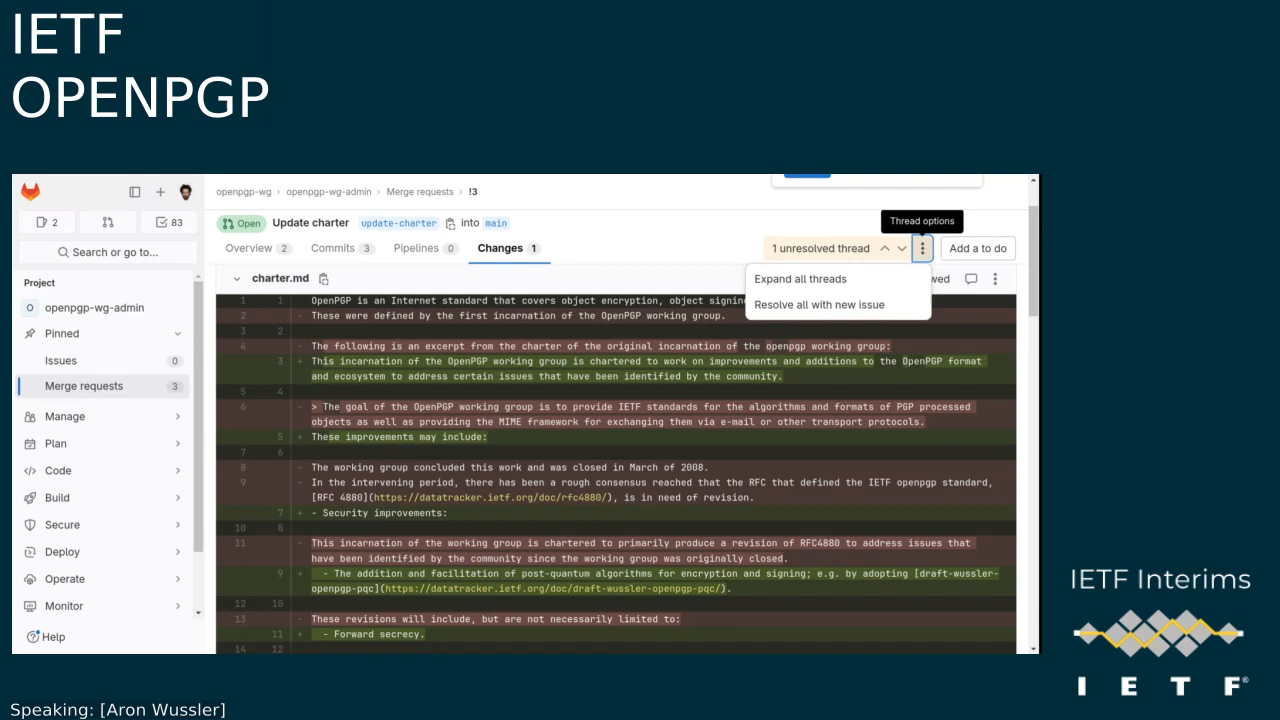 IETF
OPENPGP
openpgp-wg › openpgp-wg-admin › Merge requests › !3
2
83
Open Update charter update-charter into main
Thread options
Search or go to...
Overview 2 Commits 3 Pipelines 0 Changes 1
1 unresolved thread
Add a to do
Project
O openpgp-wg-admin
Pinned
Issues 0
Merge requests 3
Manage
Plan
Code
Build
Secure
Deploy
Operate
Monitor
Help
charter.md
Expand all threads
Resolve all with new issue
wed
1 1 OpenPGP is an Internet standard that covers object encryption, object signin
2 - These were defined by the first incarnation of the OpenPGP working group.
3 2
4 - The following is an excerpt from the charter of the original incarnation of the openpgp working group:
3 + This incarnation of the OpenPGP working group is chartered to work on improvements and additions to the OpenPGP format
and ecosystem to address certain issues that have been identified by the community.
5 4
6 - > The goal of the OpenPGP working group is to provide IETF standards for the algorithms and formats of PGP processed
objects as well as providing the MIME framework for exchanging them via e-mail or other transport protocols.
5 + These improvements may include:
7 6
8 - The working group concluded this work and was closed in March of 2008.
9 - In the intervening period, there has been a rough consensus reached that the RFC that defined the IETF openpgp standard,
[RFC 4880](https://datatracker.ietf.org/doc/rfc4880/), is in need of revision.
7 + - Security improvements:
10 8
11 - This incarnation of the working group is chartered to primarily produce a revision of RFC4880 to address issues that
have been identified by the community since the working group was originally closed.
9 + - The addition and facilitation of post-quantum algorithms for encryption and signing; e.g. by adopting [draft-wussler-
openpgp-pqc](https://datatracker.ietf.org/doc/draft-wussler-openpgp-pqc/).
12 10
13 - These revisions will include, but are not necessarily limited to:
11 + - Forward secrecy.
14 12
IETF Interims
I E T F®
Speaking: [Aron Wussler]